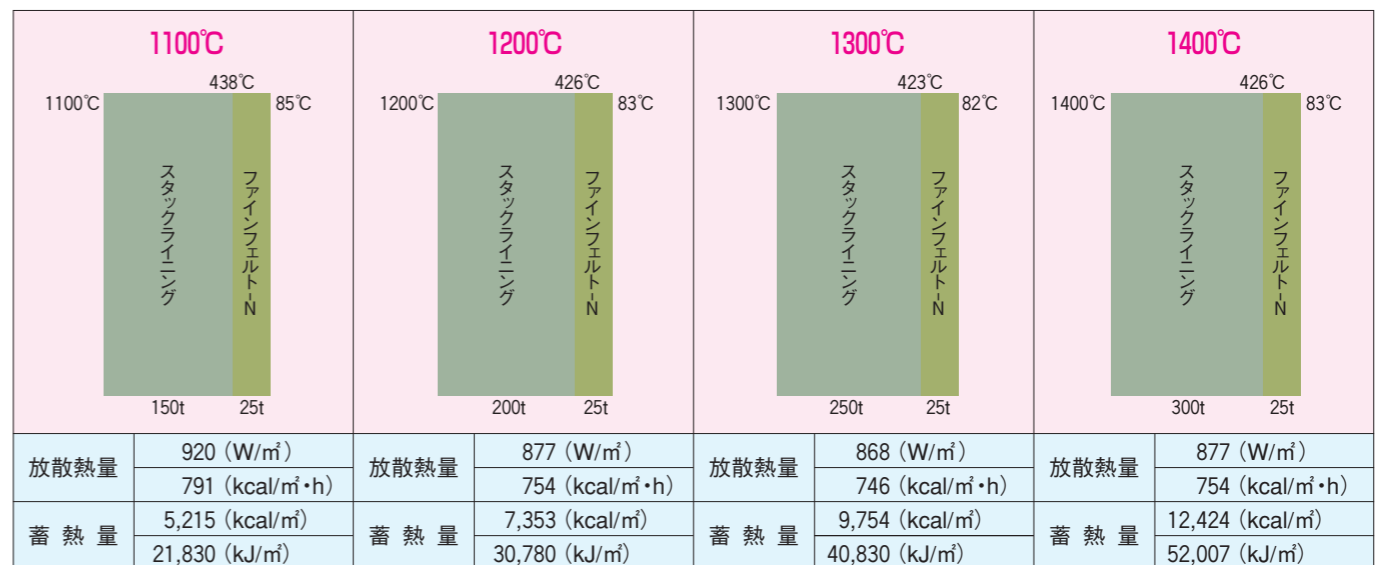 1100℃
438℃
1100℃
85℃
スタックライニング
ファインフェルト-N
150t
25t
放散熱量
920（W/㎡）
791（kcal/㎡・h）
蓄 熱 量
5,215（kcal/㎡）
21,830（kJ/㎡）
1200℃
426℃
1200℃
83℃
スタックライニング
ファインフェルト-N
200t
25t
放散熱量
877（W/㎡）
754（kcal/㎡・h）
蓄 熱 量
7,353（kcal/㎡）
30,780（kJ/㎡）
1300℃
423℃
1300℃
82℃
スタックライニング
ファインフェルト-N
250t
25t
放散熱量
868（W/㎡）
746（kcal/㎡・h）
蓄 熱 量
9,754（kcal/㎡）
40,830（kJ/㎡）
1400℃
426℃
1400℃
83℃
スタックライニング
ファインフェルト-N
300t
25t
放散熱量
877（W/㎡）
754（kcal/㎡・h）
蓄 熱 量
12,424（kcal/㎡）
52,007（kJ/㎡）